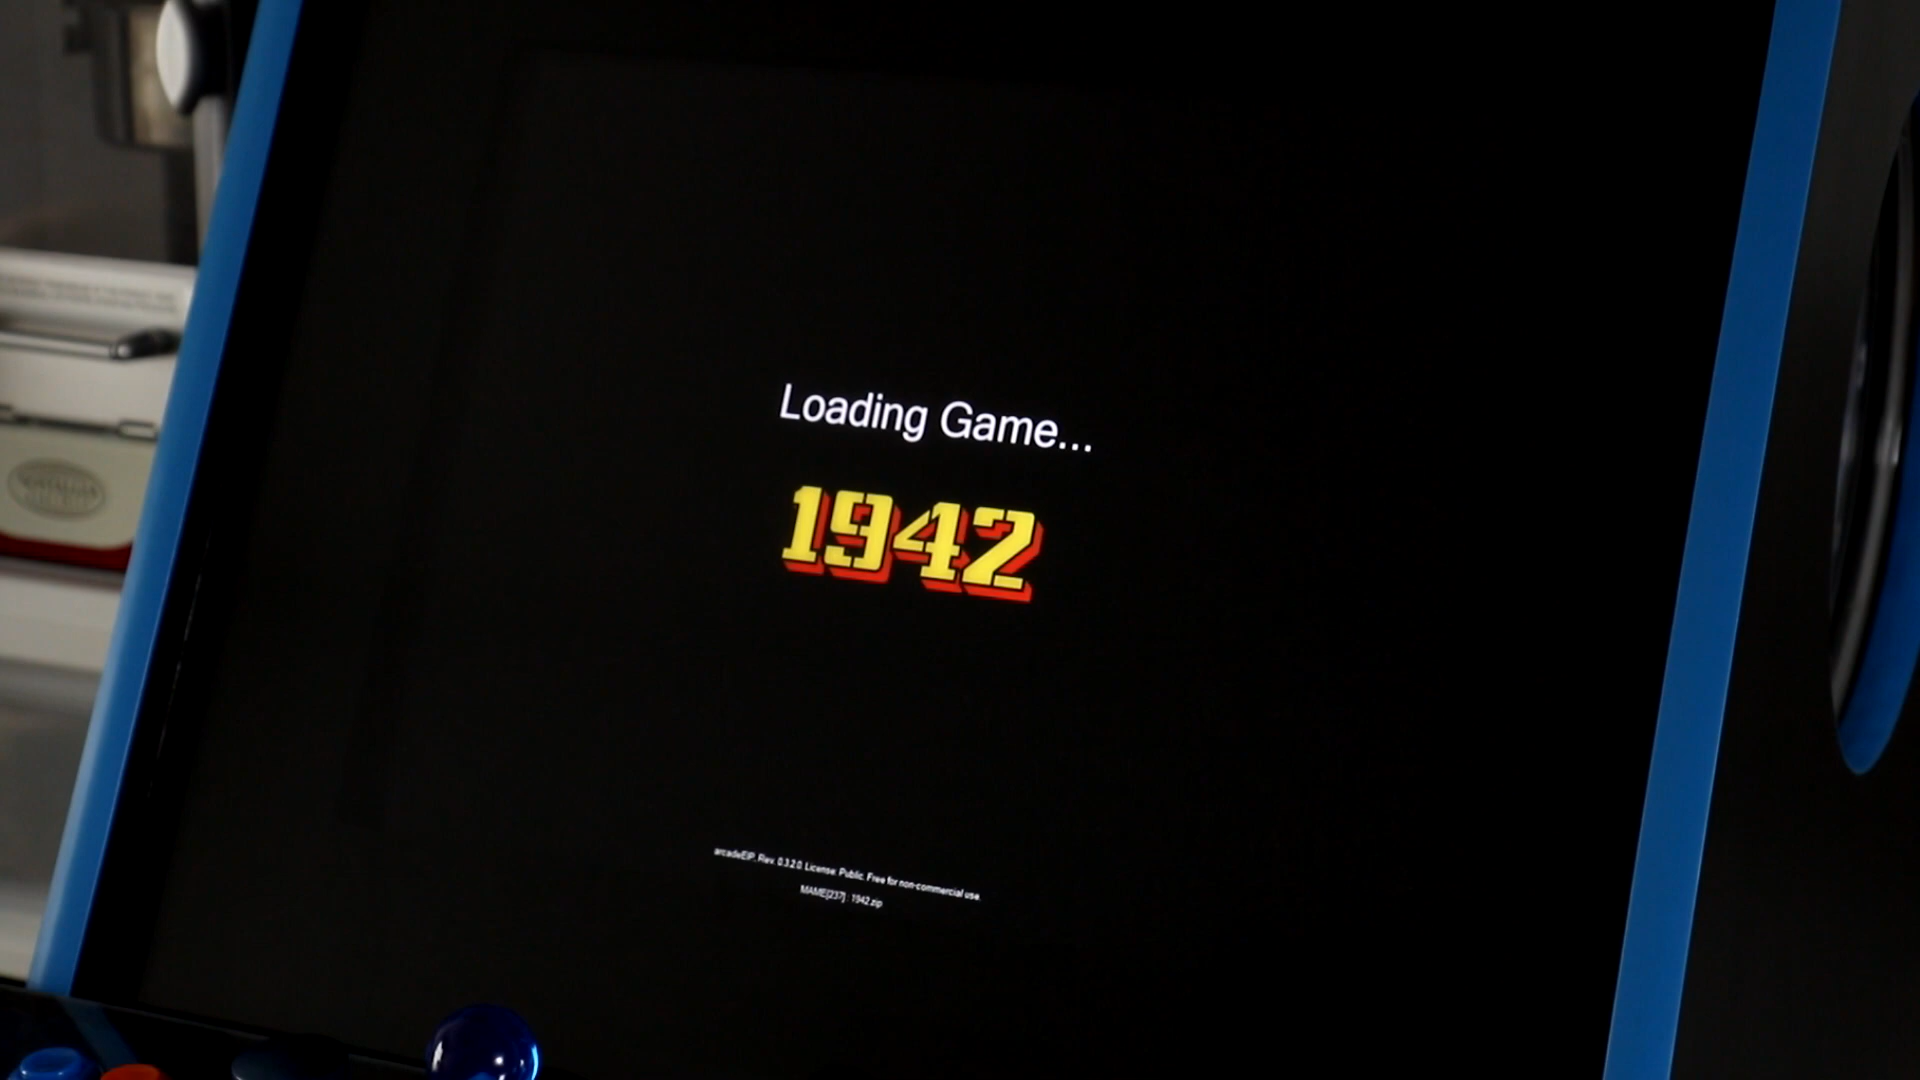 Loading Game...
1942
arcadeEIP. Rev. 0.3.2.0. License: Public. Free for non-commercial use.
MAME[237] : 1942.zip